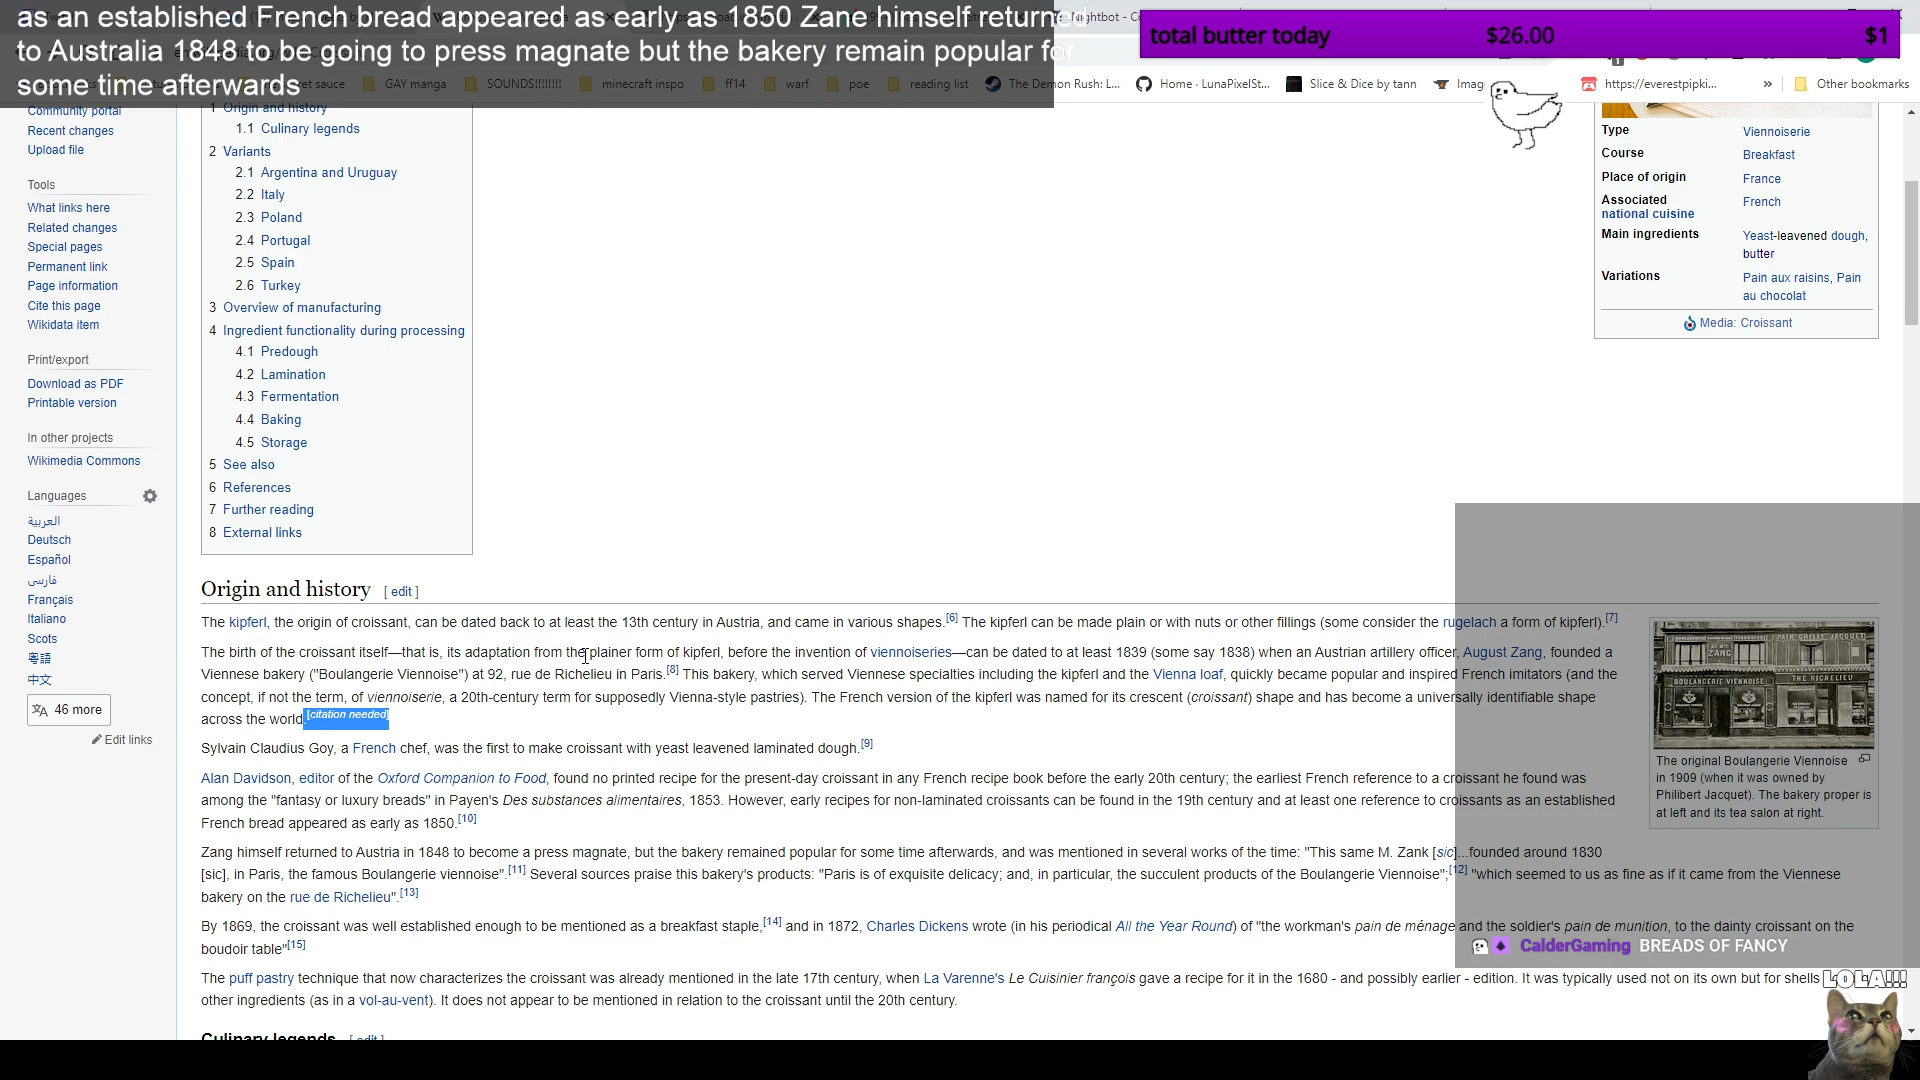 as an established French bread appeared as early as 1850 Zane himself returned
to Australia 1848 to be going to press magnate but the bakery remain popular for
some time afterwards
Nightbot - C
total butter today $26.00 $1
et sauce
GAY manga
SOUNDS!!!!!!!!
minecraft inspo
ff14
warf
poe
reading list
The Demon Rush: L...
Home · LunaPixelSt...
Slice & Dice by tann
Imag
https://everestpipki...
»
Other bookmarks
Community portal
Recent changes
Upload file
Tools
What links here
Related changes
Special pages
Permanent link
Page information
Cite this page
Wikidata item
Print/export
Download as PDF
Printable version
In other projects
Wikimedia Commons
Languages
العربية
Deutsch
Español
فارسی
Français
Italiano
Scots
粵語
中文
46 more
Edit links
1 Origin and history
1.1 Culinary legends
2 Variants
2.1 Argentina and Uruguay
2.2 Italy
2.3 Poland
2.4 Portugal
2.5 Spain
2.6 Turkey
3 Overview of manufacturing
4 Ingredient functionality during processing
4.1 Predough
4.2 Lamination
4.3 Fermentation
4.4 Baking
4.5 Storage
5 See also
6 References
7 Further reading
8 External links
Type Viennoiserie
Course Breakfast
Place of origin France
Associated French
national cuisine
Main ingredients Yeast-leavened dough,
butter
Variations Pain aux raisins, Pain
au chocolat
Media: Croissant
Origin and history [ edit ]
The kipferl, the origin of croissant, can be dated back to at least the 13th century in Austria, and came in various shapes.[6] The kipferl can be made plain or with nuts or other fillings (some consider the rugelach a form of kipferl).[7]
The birth of the croissant itself—that is, its adaptation from the plainer form of kipferl, before the invention of viennoiseries—can be dated to at least 1839 (some say 1838) when an Austrian artillery officer, August Zang, founded a
Viennese bakery ("Boulangerie Viennoise") at 92, rue de Richelieu in Paris.[8] This bakery, which served Viennese specialties including the kipferl and the Vienna loaf, quickly became popular and inspired French imitators (and the
concept, if not the term, of viennoiserie, a 20th-century term for supposedly Vienna-style pastries). The French version of the kipferl was named for its crescent (croissant) shape and has become a universally identifiable shape
across the world.[citation needed]
Sylvain Claudius Goy, a French chef, was the first to make croissant with yeast leavened laminated dough.[9]
Alan Davidson, editor of the Oxford Companion to Food, found no printed recipe for the present-day croissant in any French recipe book before the early 20th century; the earliest French reference to a croissant he found was
among the "fantasy or luxury breads" in Payen's Des substances alimentaires, 1853. However, early recipes for non-laminated croissants can be found in the 19th century and at least one reference to croissants as an established
French bread appeared as early as 1850.[10]
Zang himself returned to Austria in 1848 to become a press magnate, but the bakery remained popular for some time afterwards, and was mentioned in several works of the time: "This same M. Zank [sic]...founded around 1830
[sic], in Paris, the famous Boulangerie viennoise".[11] Several sources praise this bakery's products: "Paris is of exquisite delicacy; and, in particular, the succulent products of the Boulangerie Viennoise";[12] "which seemed to us as fine as if it came from the Viennese
bakery on the rue de Richelieu".[13]
By 1869, the croissant was well established enough to be mentioned as a breakfast staple,[14] and in 1872, Charles Dickens wrote (in his periodical All the Year Round) of "the workman's pain de ménage and the soldier's pain de munition, to the dainty croissant on the
boudoir table"[15]
The puff pastry technique that now characterizes the croissant was already mentioned in the late 17th century, when La Varenne's Le Cuisinier françois gave a recipe for it in the 1680 - and possibly earlier - edition. It was typically used not on its own but for shells
other ingredients (as in a vol-au-vent). It does not appear to be mentioned in relation to the croissant until the 20th century.
Culinary legends [ edit ]
BOULANGERIE VIENNOISE
THE RICHELIEU
The original Boulangerie Viennoise
in 1909 (when it was owned by
Philibert Jacquet). The bakery proper is
at left and its tea salon at right.
CalderGaming BREADS OF FANCY
LOLA!!!